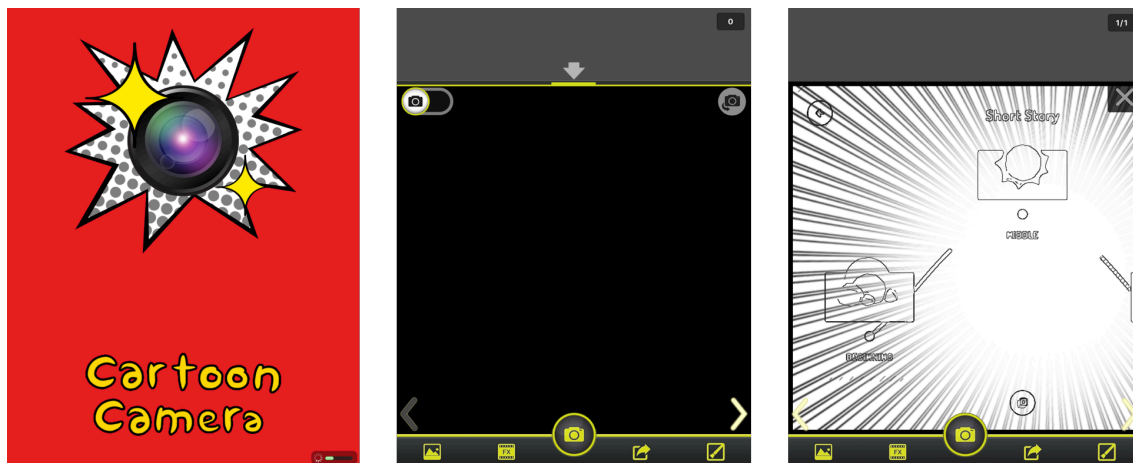 Cartoon
Camera
0
FX
1/1
Short Story
MIDDLE
BEGINNING
FX